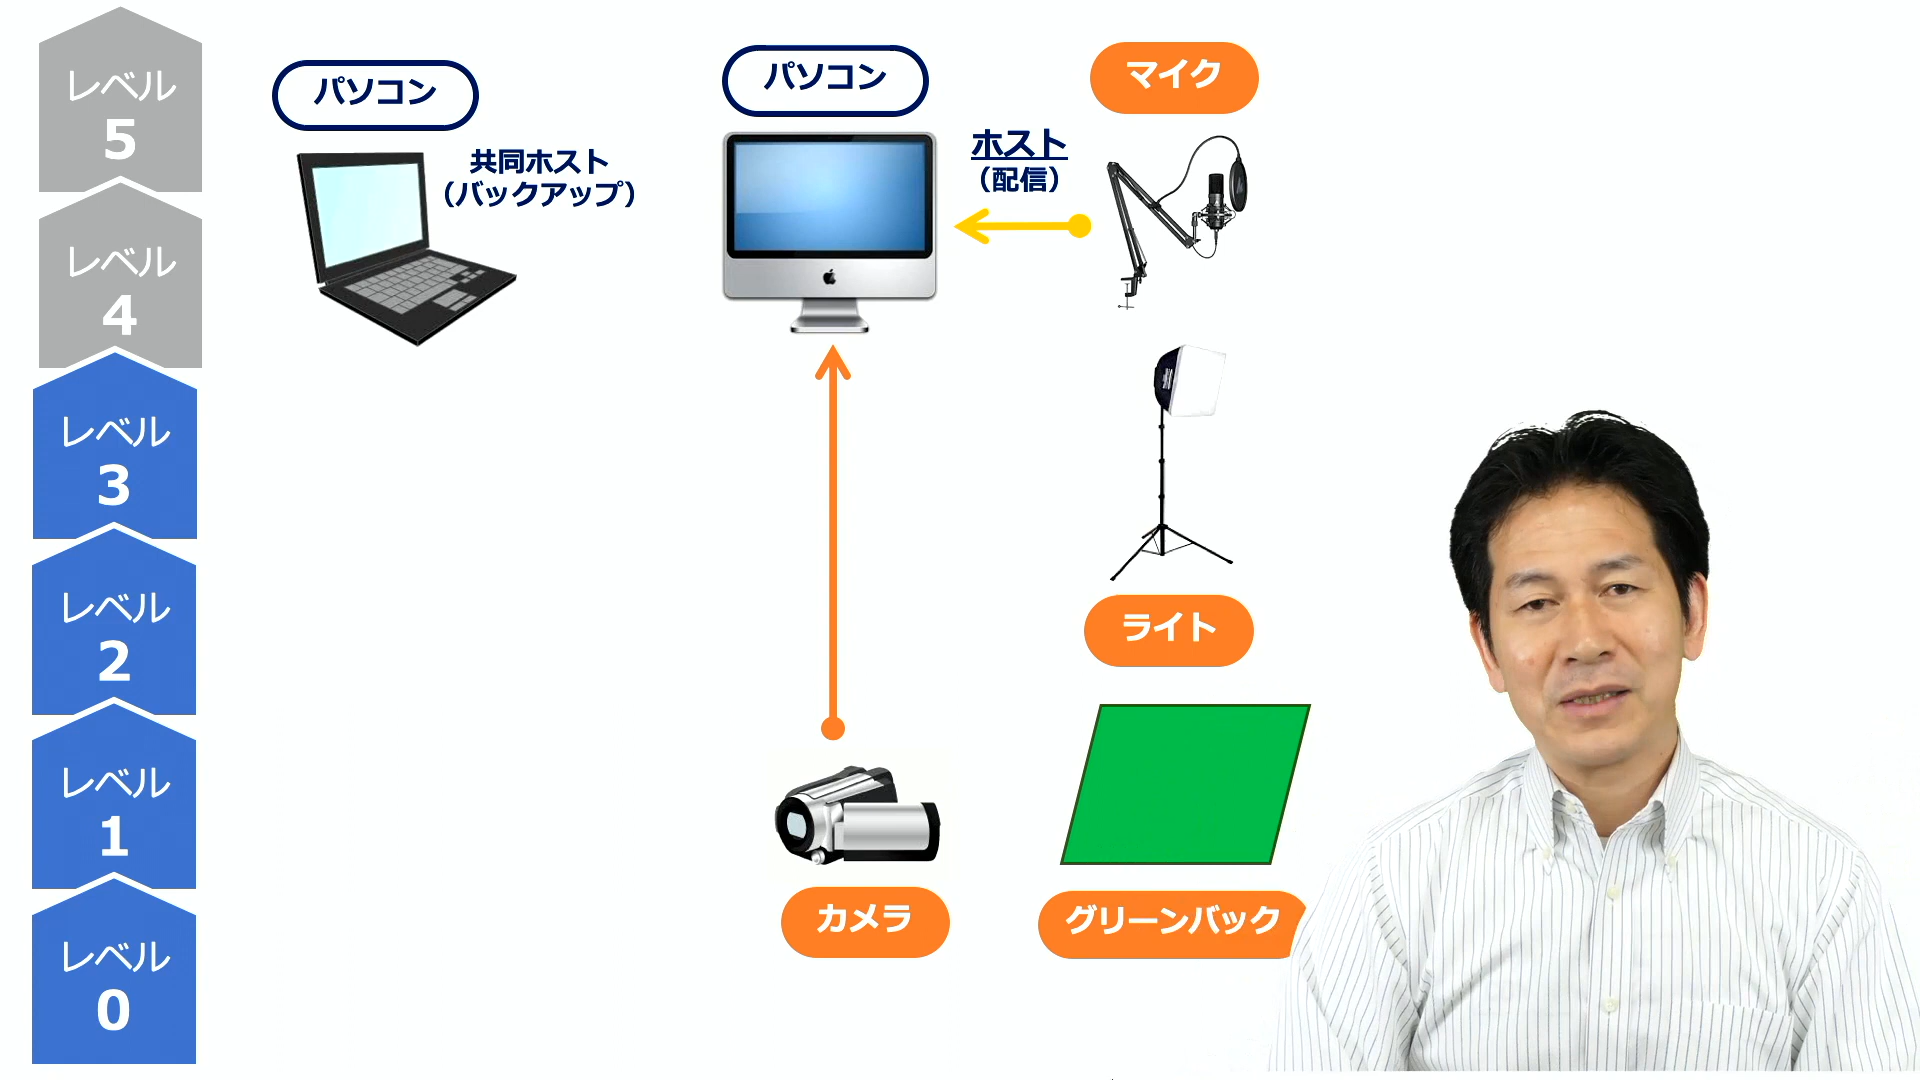 レベル
5
レベル
4
レベル
3
レベル
2
レベル
1
レベル
0
パソコン
共同ホスト
（バックアップ）
パソコン
ホスト
（配信）
マイク
ライト
カメラ
グリーンバック